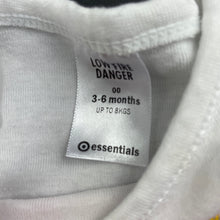 LOW FIRE
DANGER
00
3-6 months
UP TO 8KGS
essentials